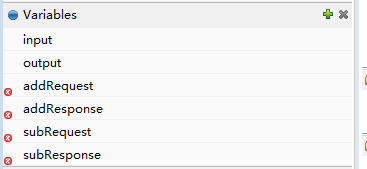 Variables
input
output
addRequest
addResponse
subRequest
subResponse